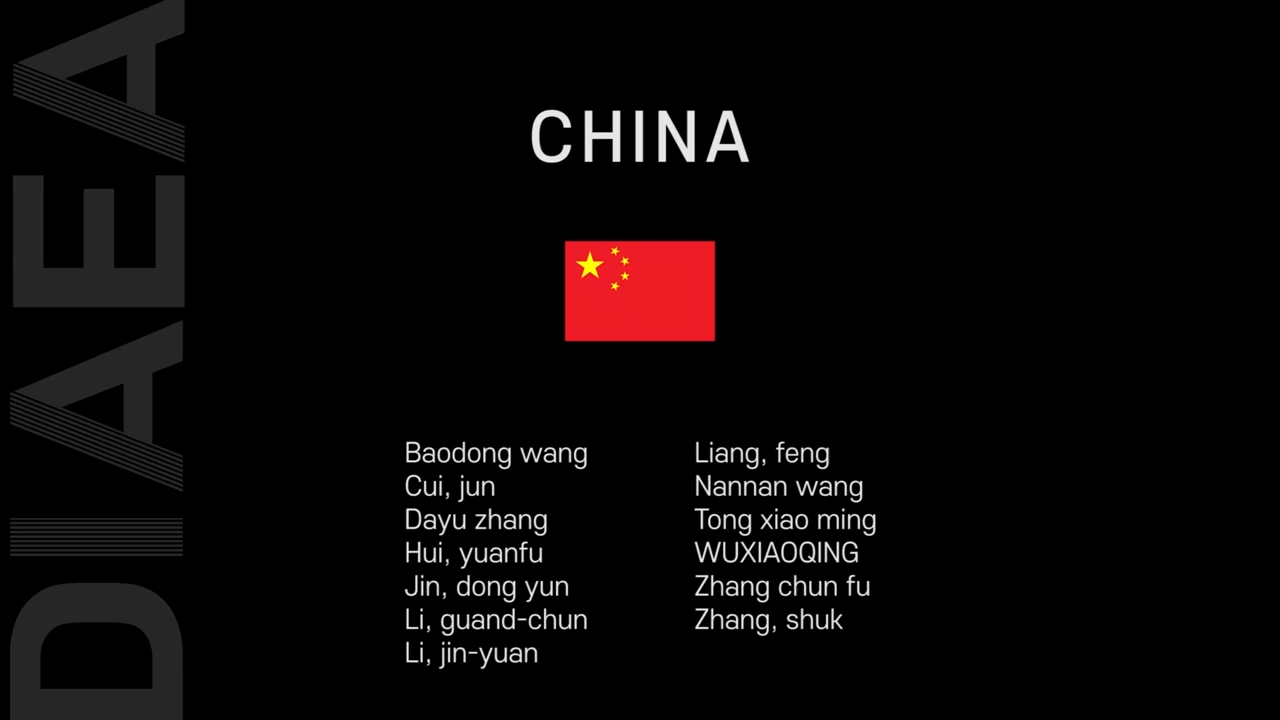 DIAEA
CHINA
Baodong wang
Cui, jun
Dayu zhang
Hui, yuanfu
Jin, dong yun
Li, guand-chun
Li, jin-yuan
Liang, feng
Nannan wang
Tong xiao ming
WUXIAOQING
Zhang chun fu
Zhang, shuk